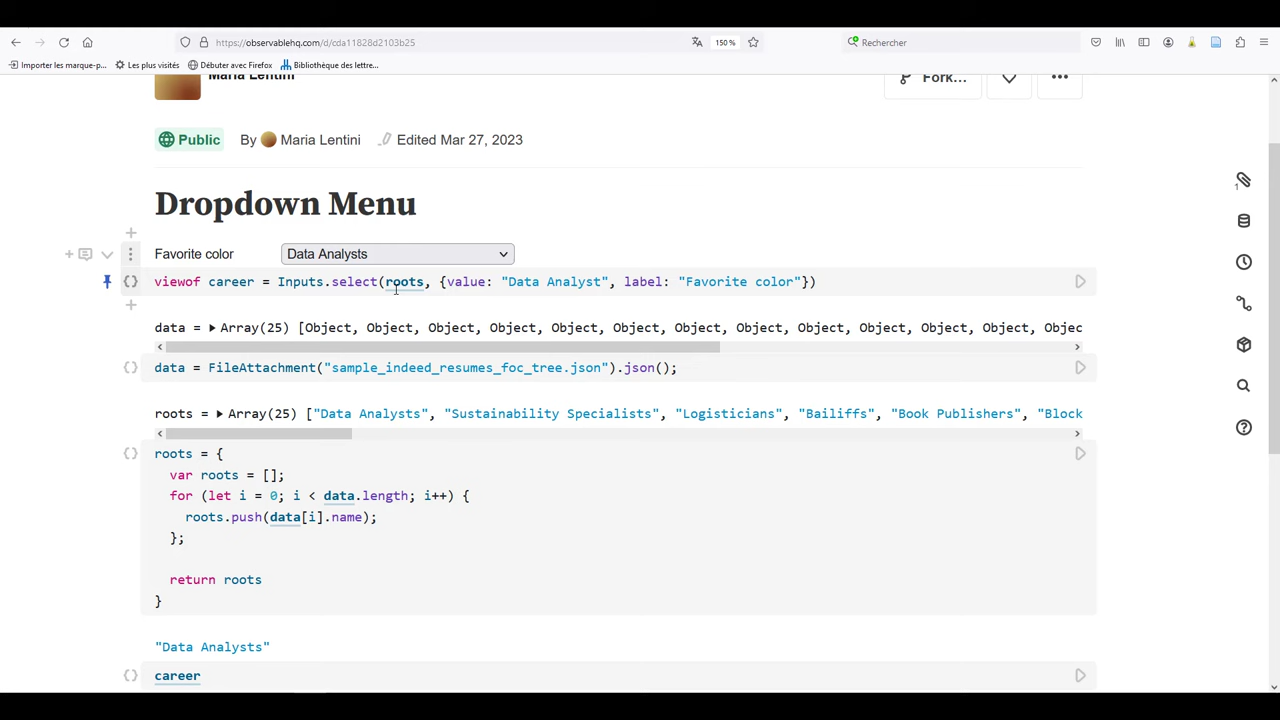 https://observablehq.com/d/cda11828d2103b25
150 %
Rechercher
Importer les marque-p...
Les plus visités
Débuter avec Firefox
Bibliothèque des lettre...
Maria Lentini
Fork...
Public
By Maria Lentini
Edited Mar 27, 2023
Dropdown Menu
Favorite color
Data Analysts
viewof career = Inputs.select(roots, {value: "Data Analyst", label: "Favorite color"})
data = Array(25) [Object, Object, Object, Object, Object, Object, Object, Object, Object, Object, Object, Object, Objec
data = FileAttachment("sample_indeed_resumes_foc_tree.json").json();
roots = Array(25) ["Data Analysts", "Sustainability Specialists", "Logisticians", "Bailiffs", "Book Publishers", "Block
roots = {
var roots = [];
for (let i = 0; i < data.length; i++) {
roots.push(data[i].name);
};
return roots
}
"Data Analysts"
career
1